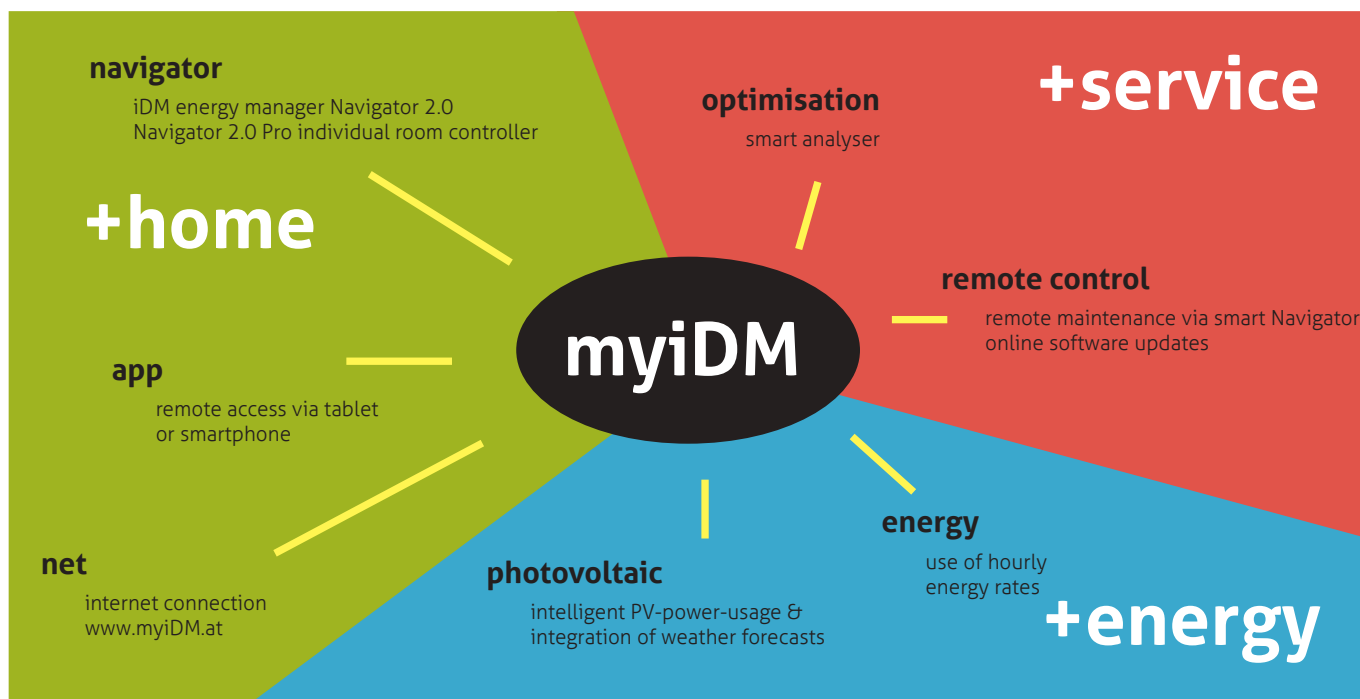 navigator
iDM energy manager Navigator 2.0
Navigator 2.0 Pro individual room controller
+home
app
remote access via tablet
or smartphone
net
internet connection
www.myiDM.at
myiDM
+service
optimisation
smart analyser
remote control
remote maintenance via smart Navigator
online software updates
photovoltaic
intelligent PV-power-usage &
integration of weather forecasts
energy
use of hourly
energy rates
+energy